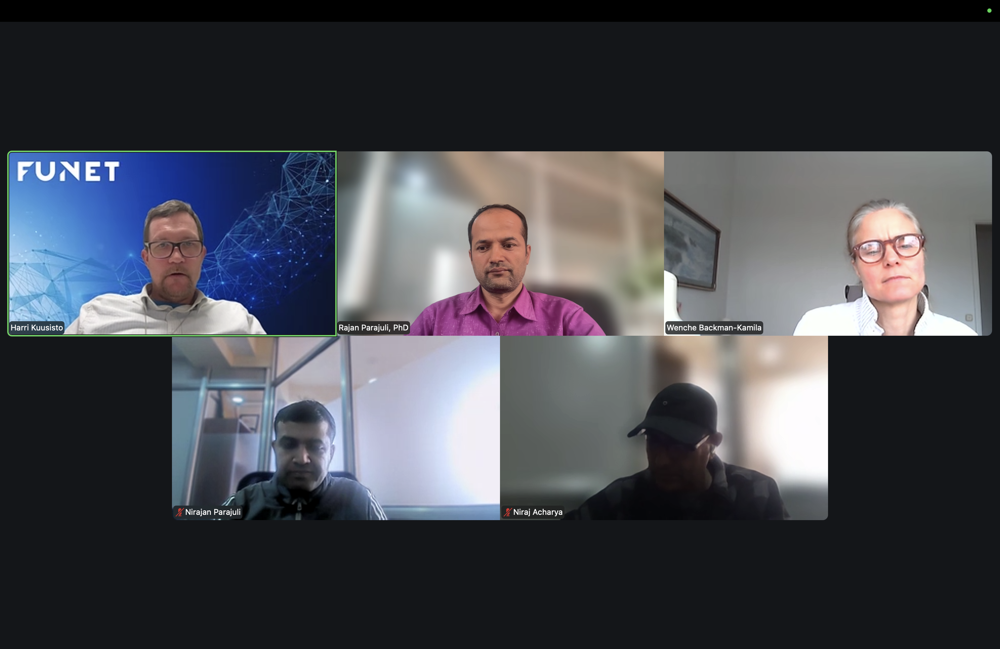 FUNET
Harri Kuusisto
Rajan Parajuli, PhD
Wenche Backman-Kamila
Nirajan Parajuli
Niraj Acharya